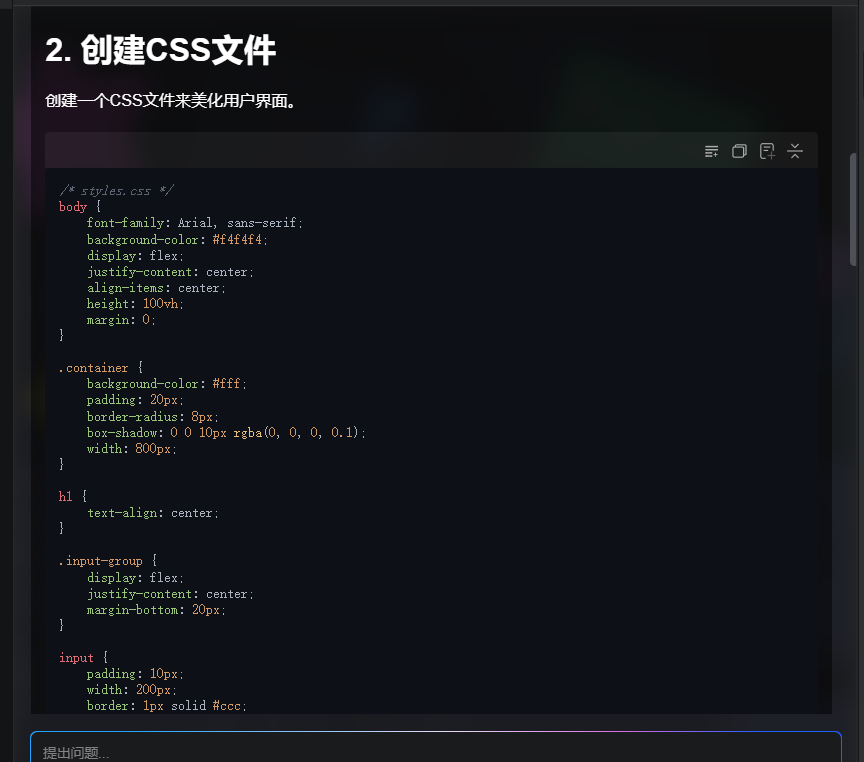 2. 创建CSS文件
创建一个CSS文件来美化用户界面。
/* styles.css */
body {
    font-family: Arial, sans-serif;
    background-color: #f4f4f4;
    display: flex;
    justify-content: center;
    align-items: center;
    height: 100vh;
    margin: 0;
}
.container {
    background-color: #fff;
    padding: 20px;
    border-radius: 8px;
    box-shadow: 0 0 10px rgba(0, 0, 0, 0.1);
    width: 800px;
}
h1 {
    text-align: center;
}
.input-group {
    display: flex;
    justify-content: center;
    margin-bottom: 20px;
}
input {
    padding: 10px;
    width: 200px;
    border: 1px solid #ccc;
提出问题...